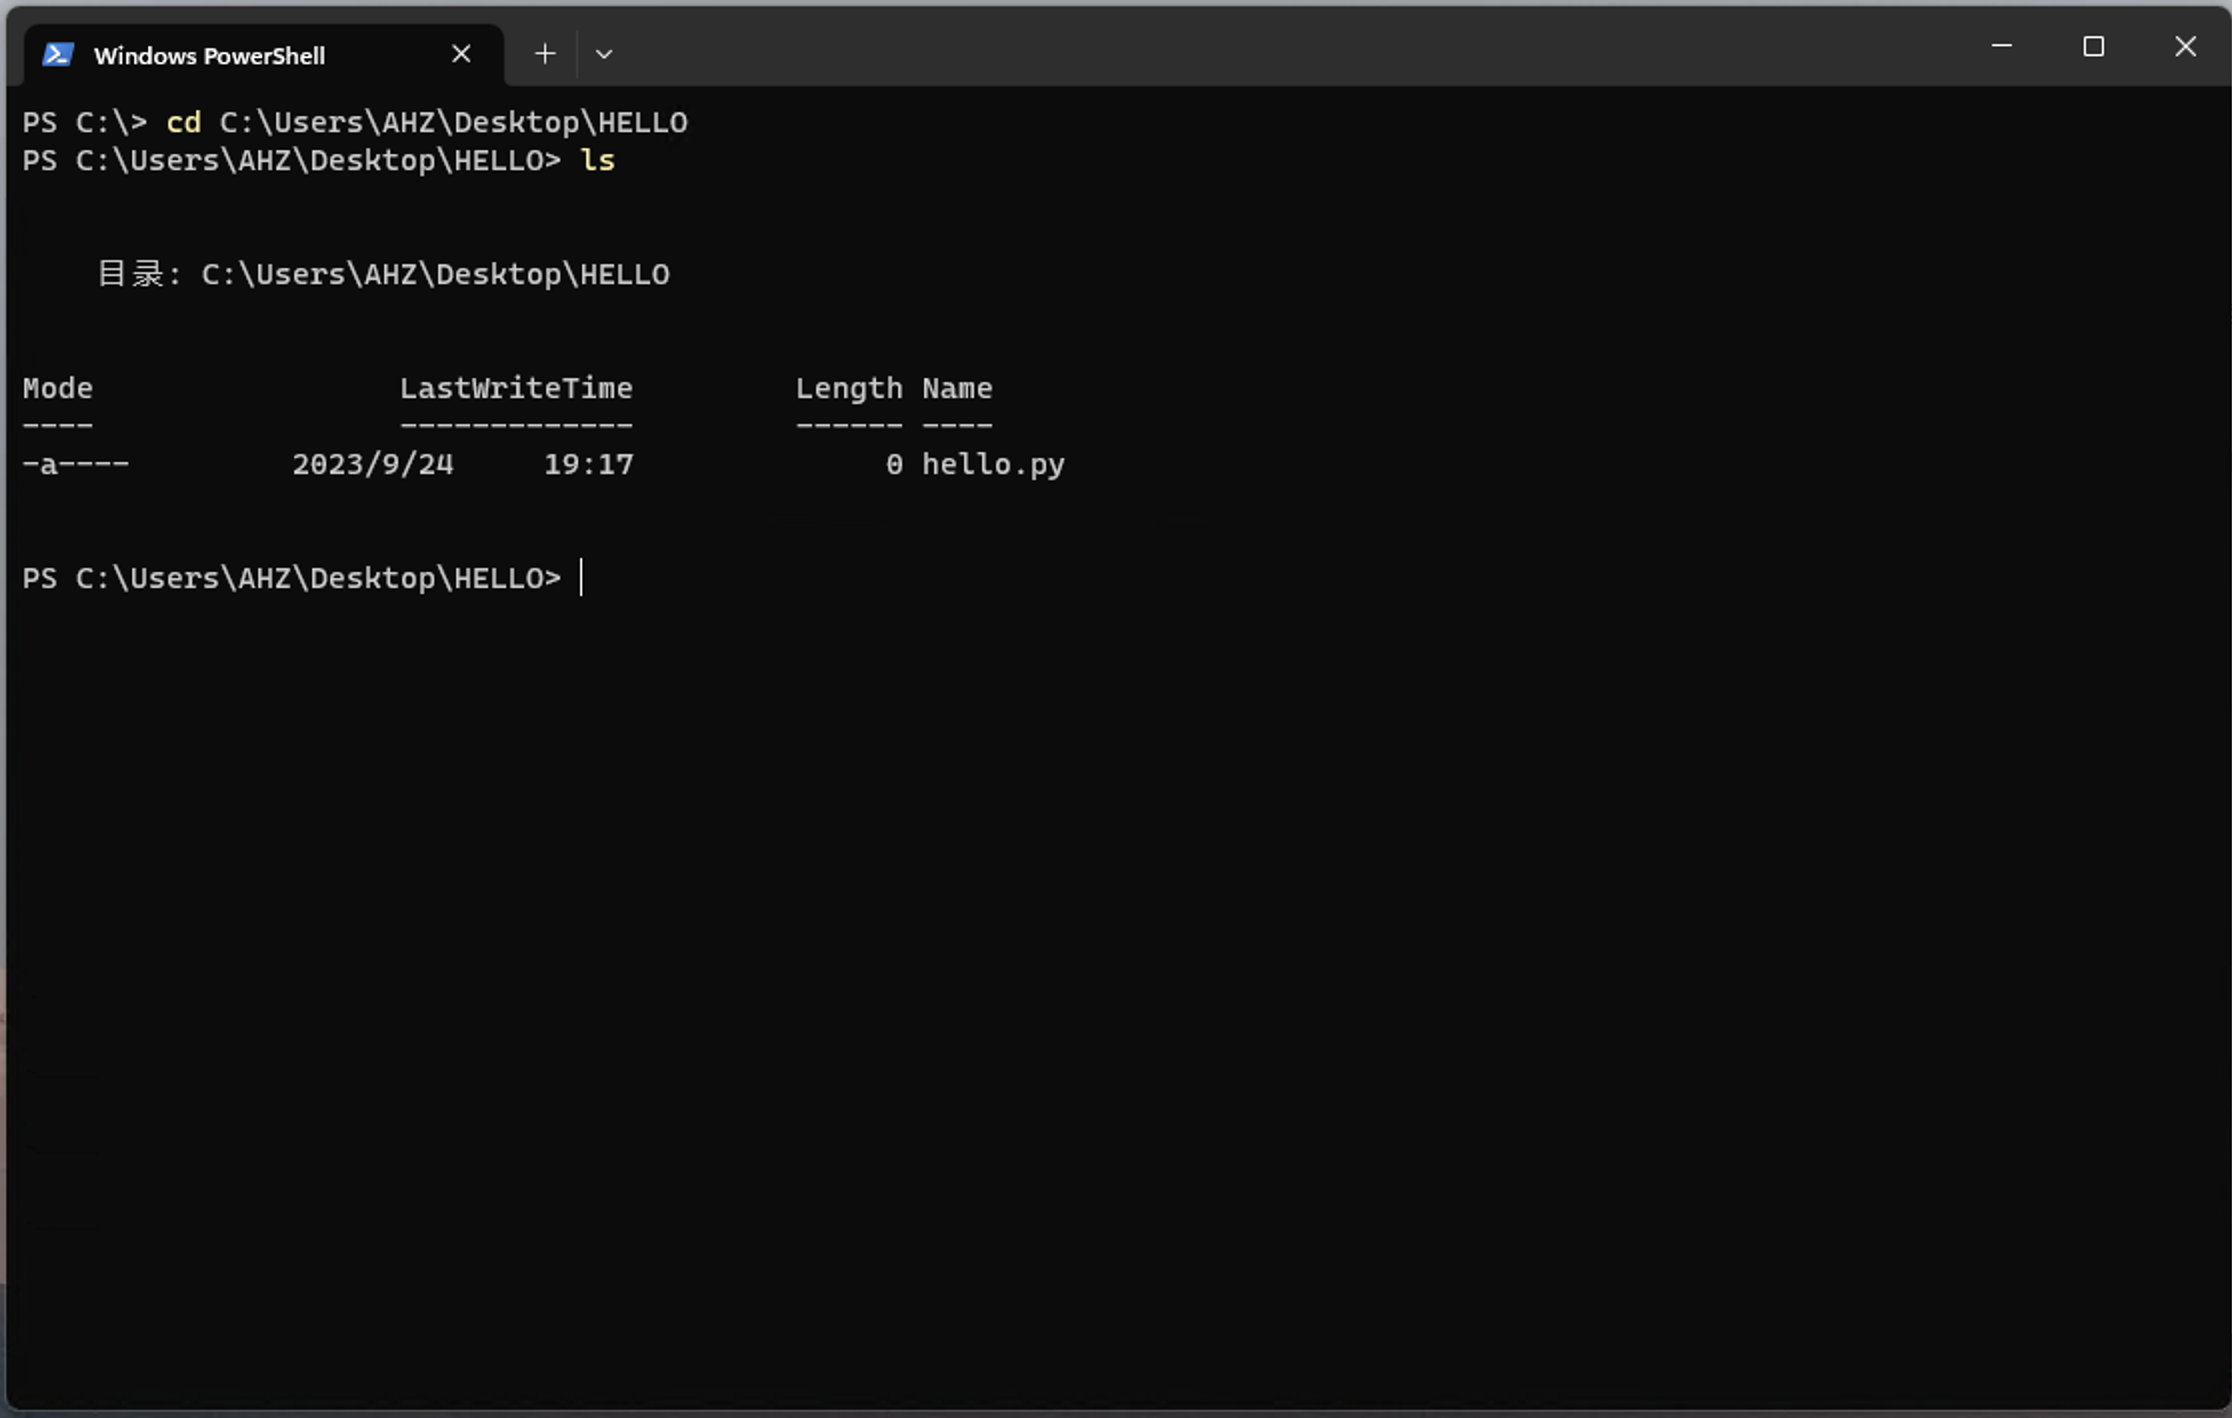 Windows PowerShell
PS C:\> cd C:\Users\AHZ\Desktop\HELLO
PS C:\Users\AHZ\Desktop\HELLO> ls
目录: C:\Users\AHZ\Desktop\HELLO
Mode                 LastWriteTime         Length Name
----                 -------------         ------ ----
-a----         2023/9/24     19:17              0 hello.py
PS C:\Users\AHZ\Desktop\HELLO>